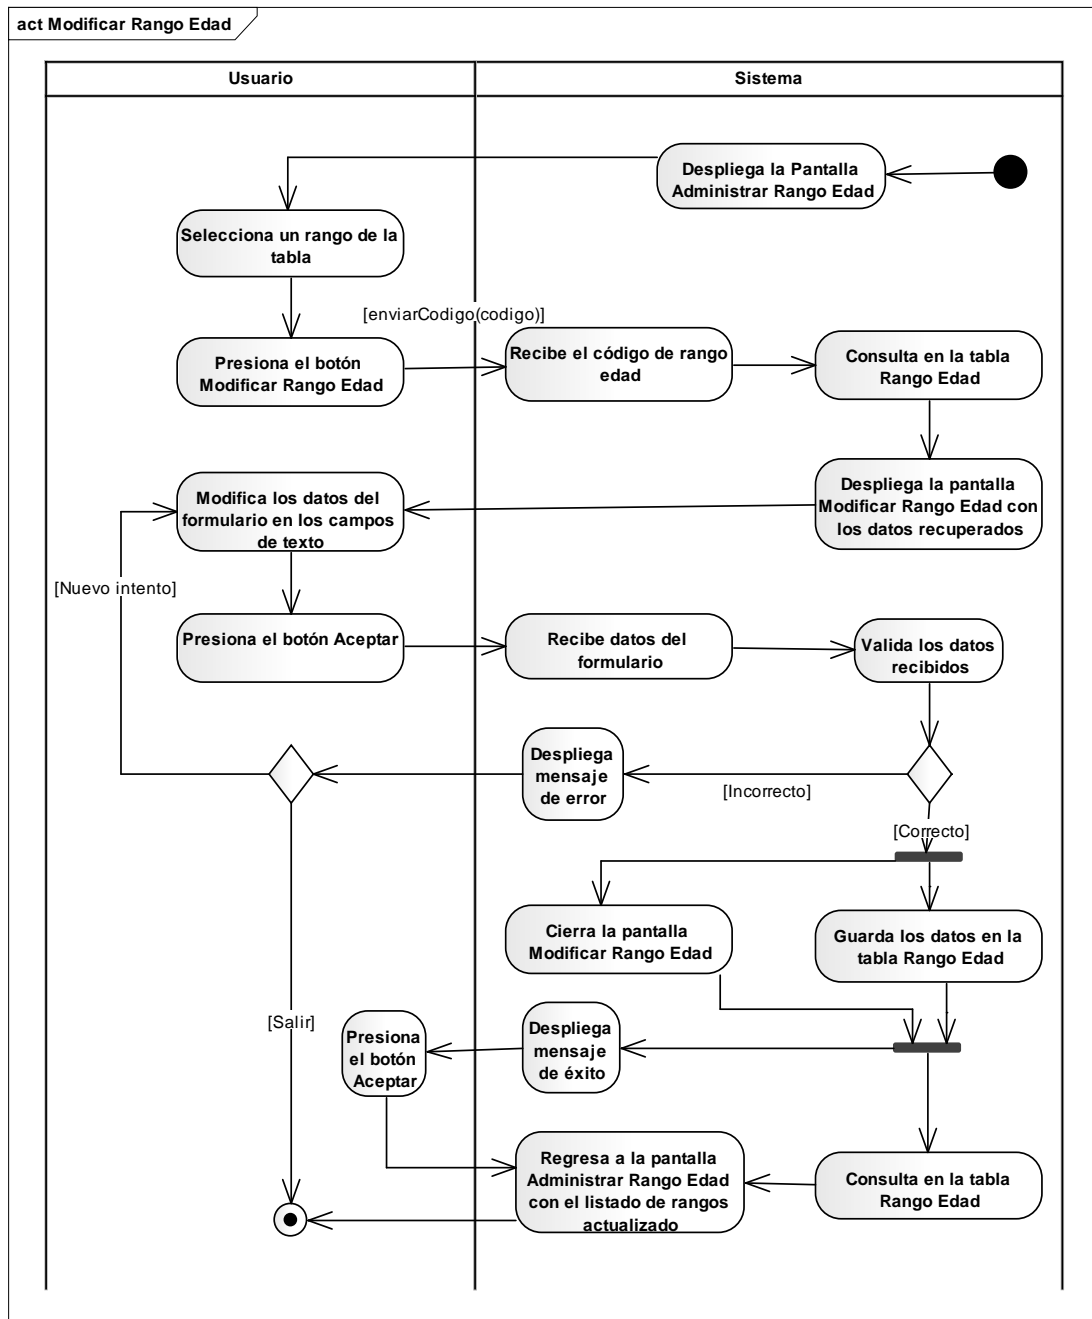 act Modificar Rango Edad
Usuario
Sistema
Despliega la Pantalla
Administrar Rango Edad
Selecciona un rango de la
tabla
[enviarCodigo(codigo)]
Presiona el botón
Modificar Rango Edad
Recibe el código de rango
edad
Consulta en la tabla
Rango Edad
Despliega la pantalla
Modificar Rango Edad con
los datos recuperados
Modifica los datos del
formulario en los campos
de texto
[Nuevo intento]
Presiona el botón Aceptar
Recibe datos del
formulario
Valida los datos
recibidos
Despliega
mensaje
de error
[Incorrecto]
[Correcto]
Cierra la pantalla
Modificar Rango Edad
Guarda los datos en la
tabla Rango Edad
[Salir]
Presiona
el botón
Aceptar
Despliega
mensaje
de éxito
Regresa a la pantalla
Administrar Rango Edad
con el listado de rangos
actualizado
Consulta en la tabla
Rango Edad